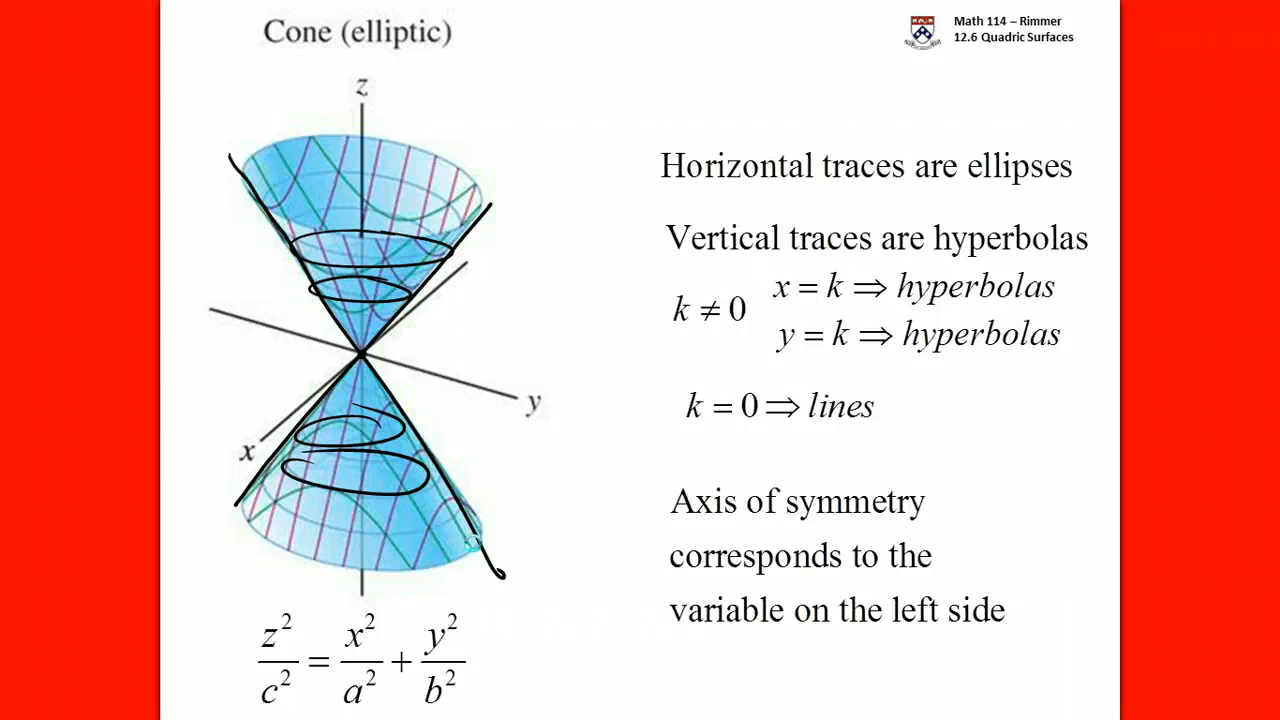 Cone (elliptic)
Math 114 – Rimmer
12.6 Quadric Surfaces
z
y
x
Horizontal traces are ellipses
Vertical traces are hyperbolas
k ≠ 0
x = k ⇒ hyperbolas
y = k ⇒ hyperbolas
k = 0 ⇒ lines
Axis of symmetry
corresponds to the
variable on the left side
z²/c² = x²/a² + y²/b²